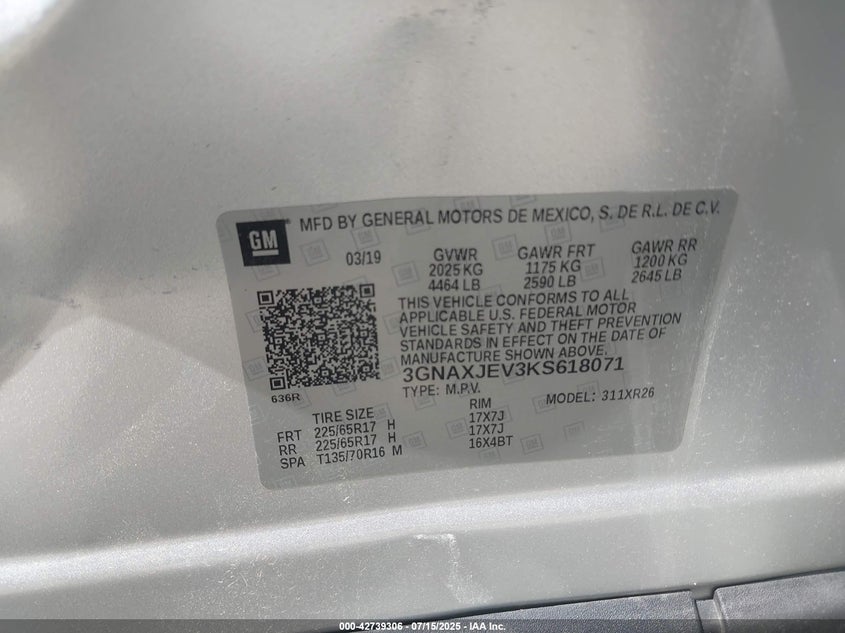 GM
MFD BY GENERAL MOTORS DE MEXICO, S. DE R.L. DE C.V.
03/19 GVWR GAWR FRT GAWR RR
2025 KG 1175 KG 1200 KG
4464 LB 2590 LB 2645 LB
THIS VEHICLE CONFORMS TO ALL
APPLICABLE U.S. FEDERAL MOTOR
VEHICLE SAFETY AND THEFT PREVENTION
STANDARDS IN EFFECT ON THE DATE OF
MANUFACTURE SHOWN ABOVE.
3GNAXJEV3KS618071
TYPE: M.P.V. MODEL: 311XR26
636R
TIRE SIZE RIM
FRT 225/65R17 H 17X7J
RR 225/65R17 H 17X7J
SPA T135/70R16 M 16X4BT
000-42739306 - 07/15/2025 - IAA Inc.